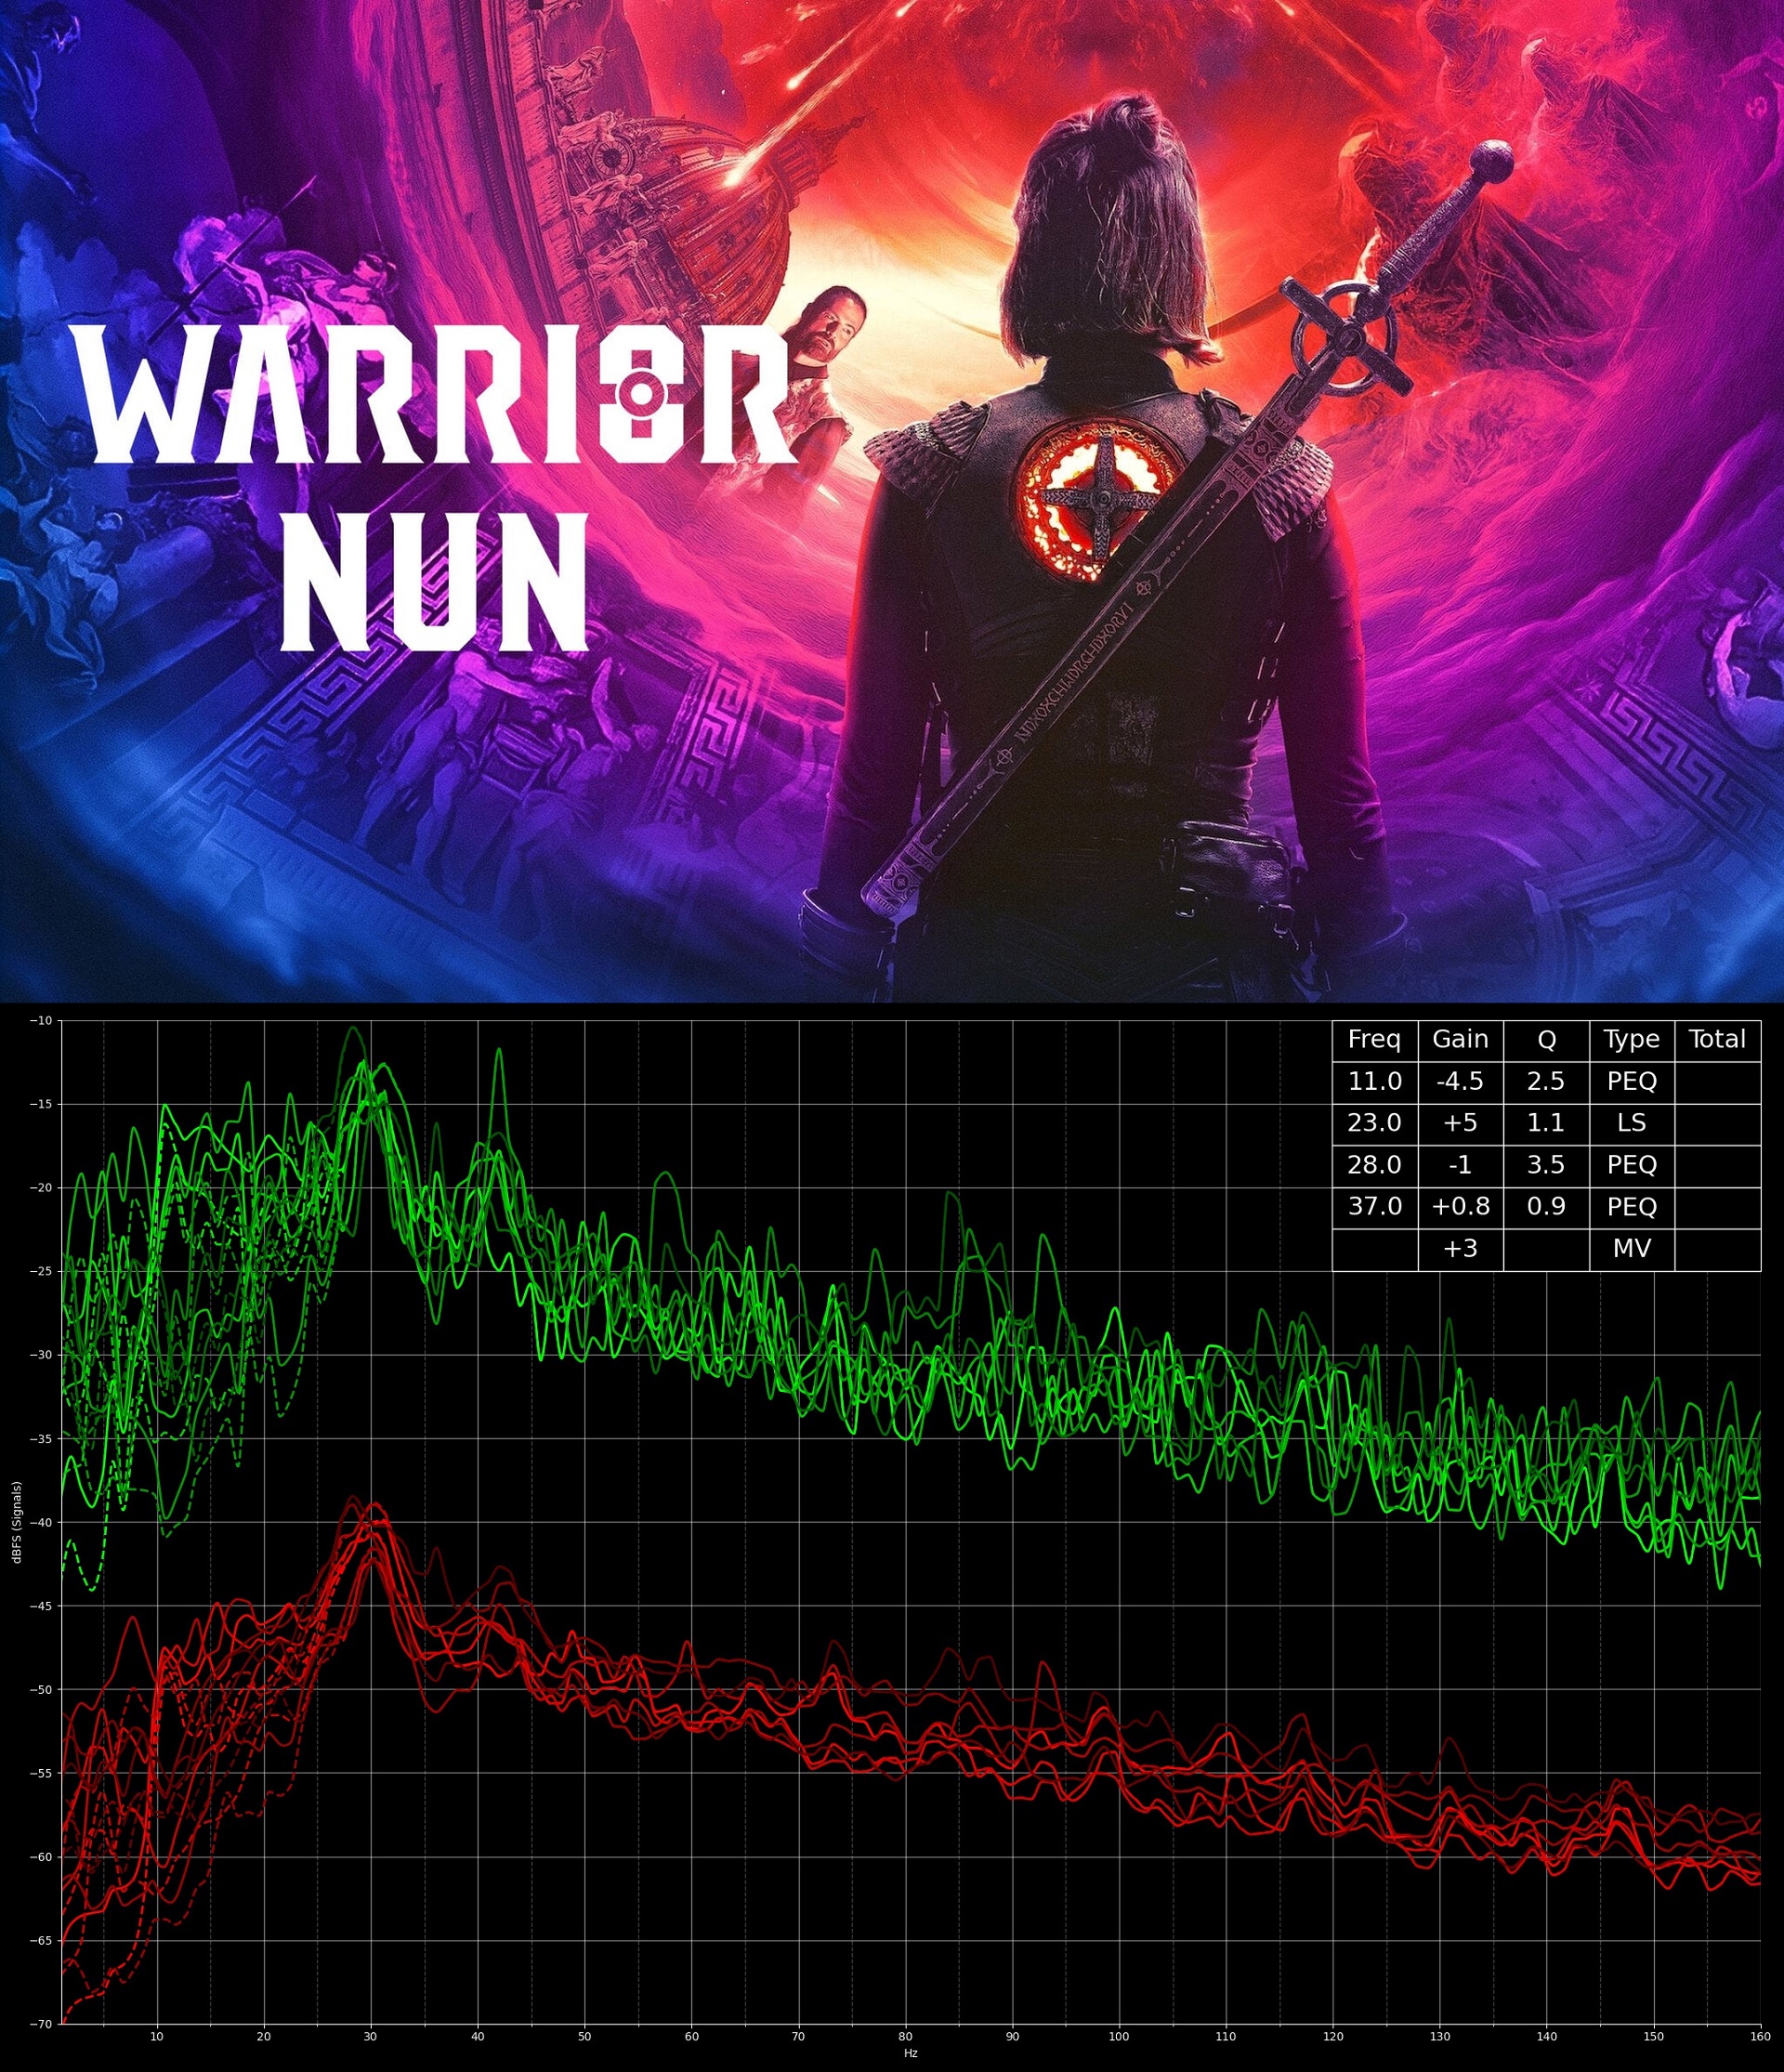 WARRIOR
NUN
Freq Gain Q Type Total
11.0 -4.5 2.5 PEQ
23.0 +5 1.1 LS
28.0 -1 3.5 PEQ
37.0 +0.8 0.9 PEQ
+3 MV
−10
−15
−20
−25
−30
−35
−40
−45
−50
−55
−60
−65
−70
dBFS (Signals)
10 20 30 40 50 60 70 80 90 100 110 120 130 140 150 160
Hz